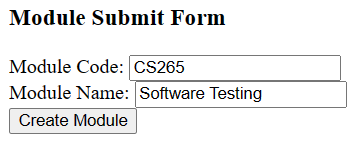 Module Submit Form
Module Code: CS265
Module Name: Software Testing
Create Module